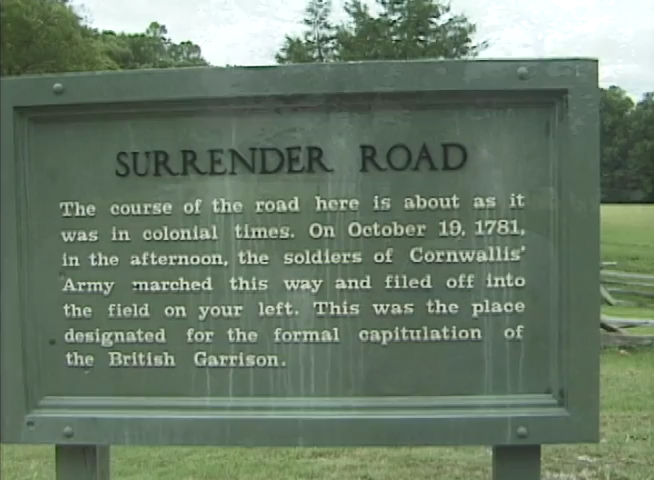 SURRENDER ROAD
The course of the road here is about as it
was in colonial times. On October 19, 1781,
in the afternoon, the soldiers of Cornwallis'
Army marched this way and filed off into
the field on your left. This was the place
designated for the formal capitulation of
the British Garrison.